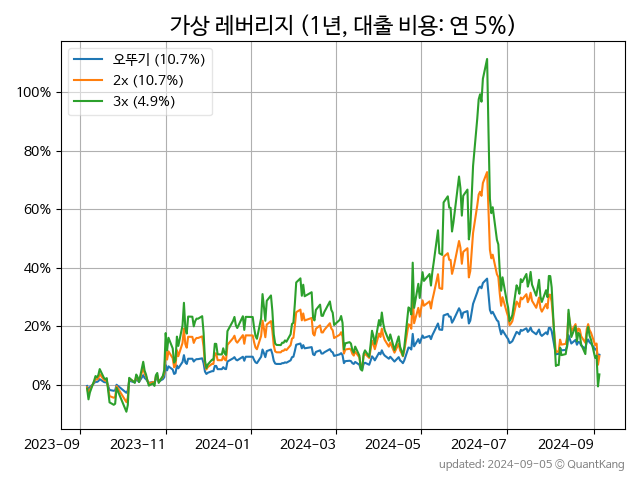 가상 레버리지 (1년, 대출 비용: 연 5%)
오뚜기 (10.7%)
2x (10.7%)
3x (4.9%)
100%
80%
60%
40%
20%
0%
2023-09
2023-11
2024-01
2024-03
2024-05
2024-07
2024-09
updated: 2024-09-05 © QuantKang